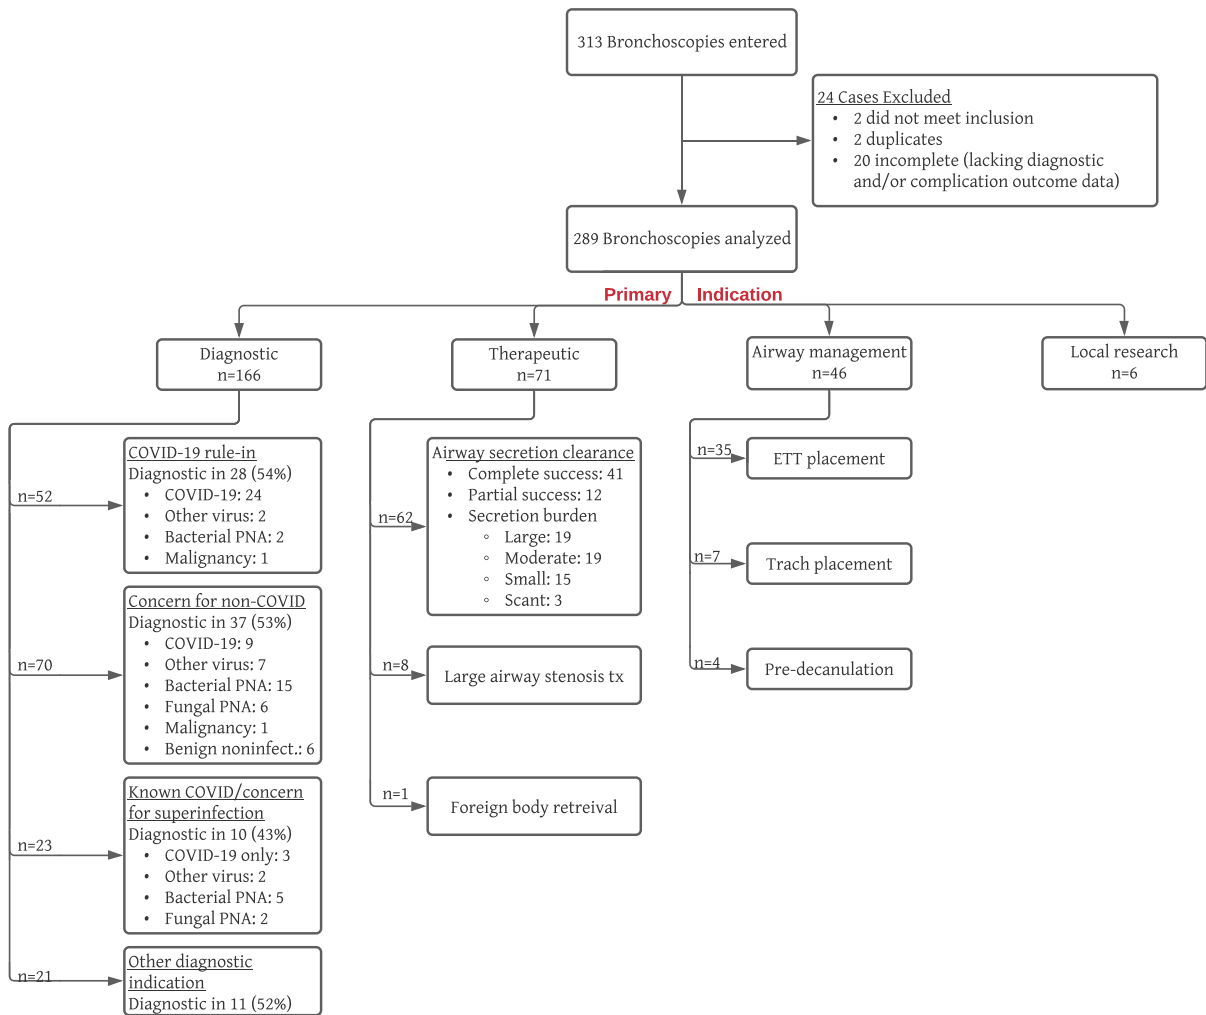 313 Bronchoscopies entered
24 Cases Excluded
• 2 did not meet inclusion
• 2 duplicates
• 20 incomplete (lacking diagnostic
and/or complication outcome data)
289 Bronchoscopies analyzed
Primary Indication
Diagnostic
n=166
Therapeutic
n=71
Airway management
n=46
Local research
n=6
n=52
COVID-19 rule-in
Diagnostic in 28 (54%)
• COVID-19: 24
• Other virus: 2
• Bacterial PNA: 2
• Malignancy: 1
n=70
Concern for non-COVID
Diagnostic in 37 (53%)
• COVID-19: 9
• Other virus: 7
• Bacterial PNA: 15
• Fungal PNA: 6
• Malignancy: 1
• Benign noninfect.: 6
n=23
Known COVID/concern
for superinfection
Diagnostic in 10 (43%)
• COVID-19 only: 3
• Other virus: 2
• Bacterial PNA: 5
• Fungal PNA: 2
n=21
Other diagnostic
indication
Diagnostic in 11 (52%)
n=62
Airway secretion clearance
• Complete success: 41
• Partial success: 12
• Secretion burden
◦ Large: 19
◦ Moderate: 19
◦ Small: 15
◦ Scant: 3
n=8
Large airway stenosis tx
n=1
Foreign body retreival
n=35
ETT placement
n=7
Trach placement
n=4
Pre-decanulation